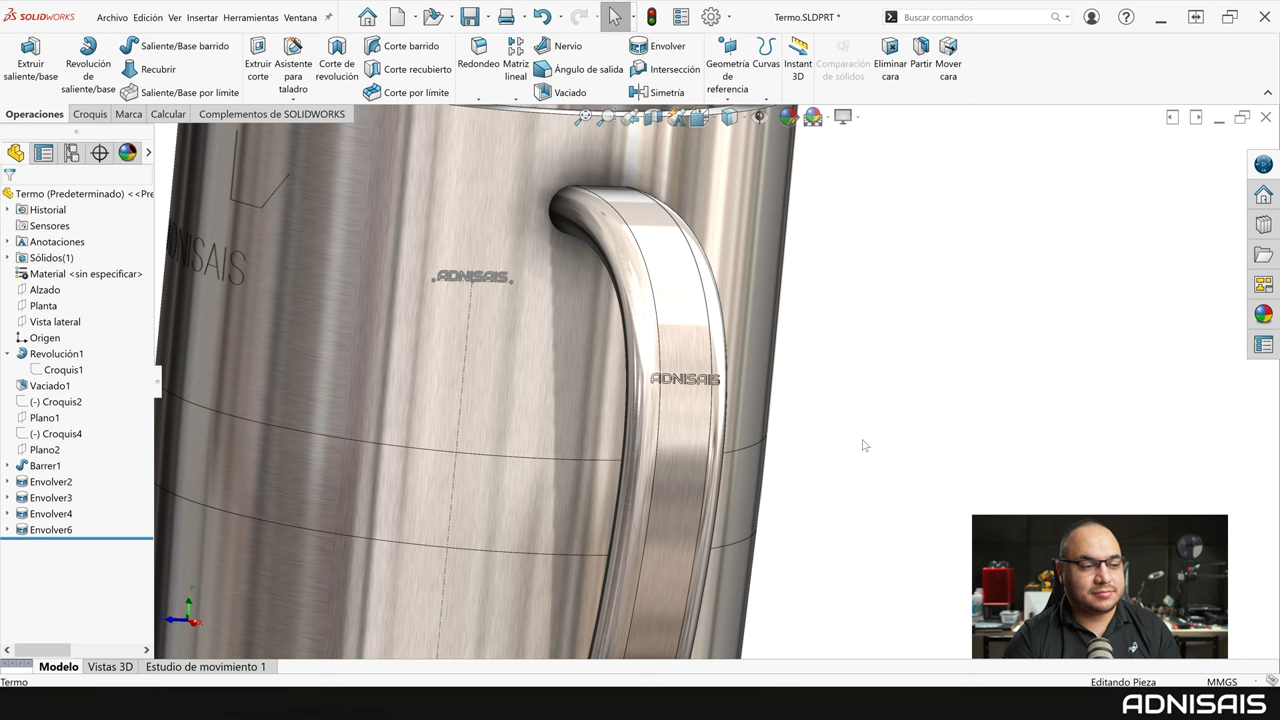 SOLIDWORKS Archivo Edición Ver Insertar Herramientas Ventana Termo.SLDPRT * Buscar comandos
Extruir saliente/base
Revolución de saliente/base
Saliente/Base barrido
Recubrir
Saliente/Base por límite
Extruir corte
Asistente para taladro
Corte de revolución
Corte barrido
Corte recubierto
Corte por límite
Redondeo
Matriz lineal
Nervio
Ángulo de salida
Vaciado
Envolver
Intersección
Simetría
Geometría de referencia
Curvas
Instant 3D
Comparación de sólidos
Eliminar cara
Partir
Mover cara
Operaciones Croquis Marca Calcular Complementos de SOLIDWORKS
Termo (Predeterminado) <<Pre
Historial
Sensores
Anotaciones
Sólidos(1)
Material <sin especificar>
Alzado
Planta
Vista lateral
Origen
Revolución1
Croquis1
Vaciado1
(-) Croquis2
Plano1
(-) Croquis4
Plano2
Barrer1
Envolver2
Envolver3
Envolver4
Envolver6
DNISAIS
ADNISAIS
ADNISAIS
Modelo Vistas 3D Estudio de movimiento 1
Termo Editando Pieza MMGS
ADNISAIS